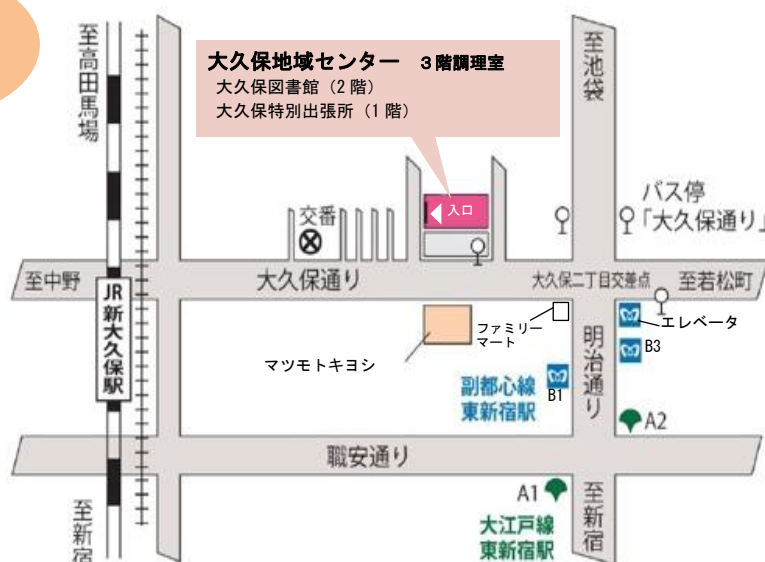 至高田馬場
大久保地域センター　３階調理室
大久保図書館（2 階）
大久保特別出張所（1 階）
至池袋
入口
交番
バス停
「大久保通り」
至中野
大久保通り
大久保二丁目交差点
至若松町
JR 新大久保駅
ファミリー
マート
エレベータ
マツモトキヨシ
B3
明治通り
副都心線
東新宿駅
B1
A2
職安通り
A1
大江戸線
東新宿駅
至新宿
至新宿